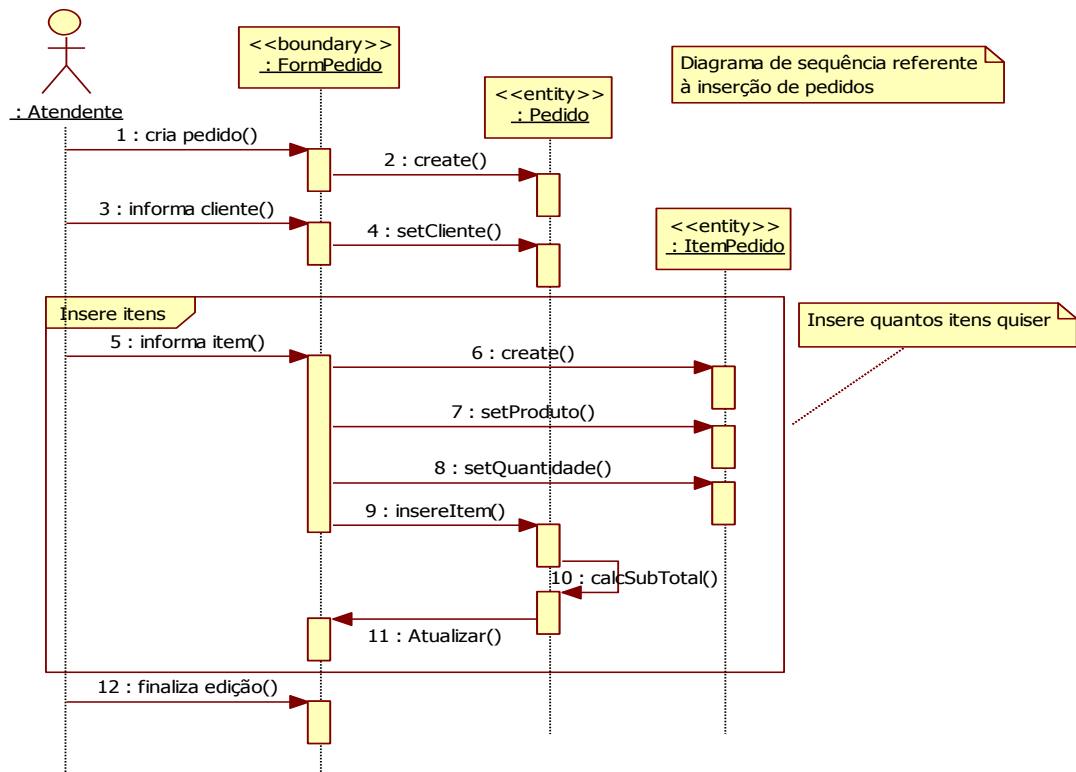 <<boundary>>
: FormPedido
Diagrama de sequência referente
à inserção de pedidos
<<entity>>
: Pedido
: Atendente
1 : cria pedido()
2 : create()
3 : informa cliente()
4 : setCliente()
<<entity>>
: ItemPedido
Insere itens
Insere quantos itens quiser
5 : informa item()
6 : create()
7 : setProduto()
8 : setQuantidade()
9 : insereItem()
10 : calcSubTotal()
11 : Atualizar()
12 : finaliza edição()